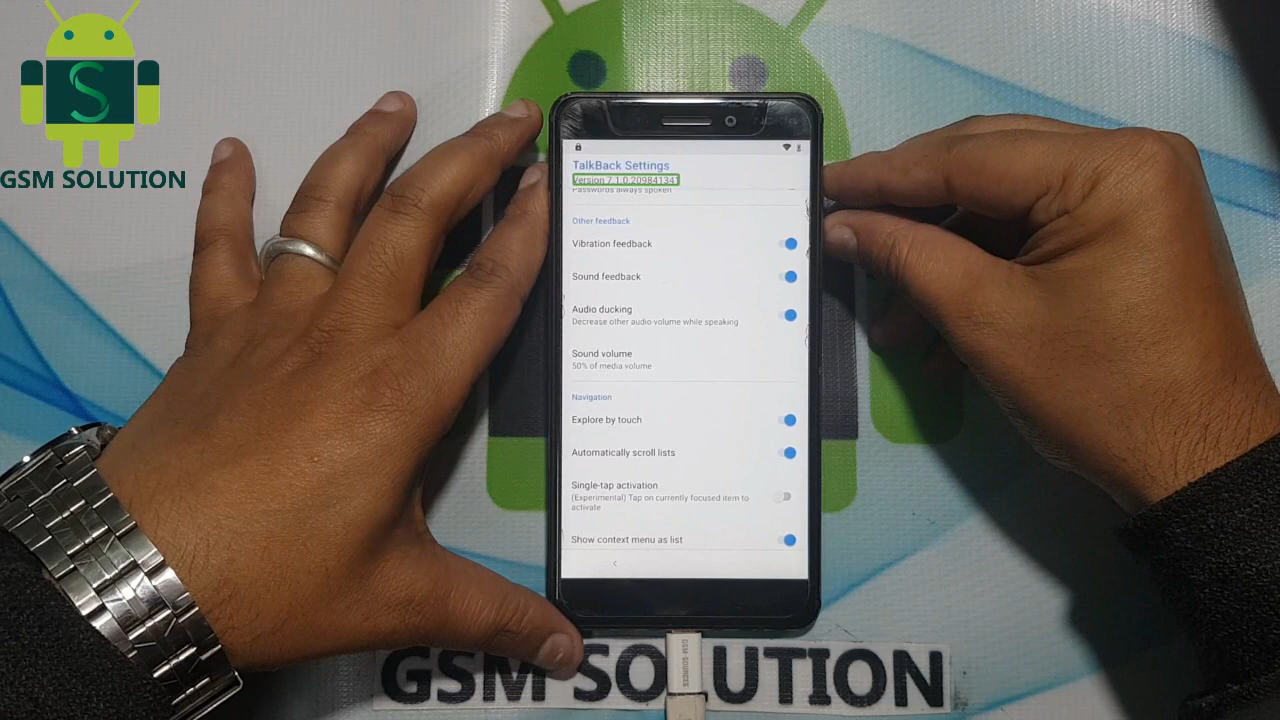 GSM SOLUTION
TalkBack Settings
Version 7.1.0.209841341
Passwords always spoken
Other feedback
Vibration feedback
Sound feedback
Audio ducking
Decrease other audio volume while speaking
Sound volume
50% of media volume
Navigation
Explore by touch
Automatically scroll lists
Single-tap activation
(Experimental) Tap on currently focused item to
activate
Show context menu as list
GSM SOURCES
GSM SOLUTION